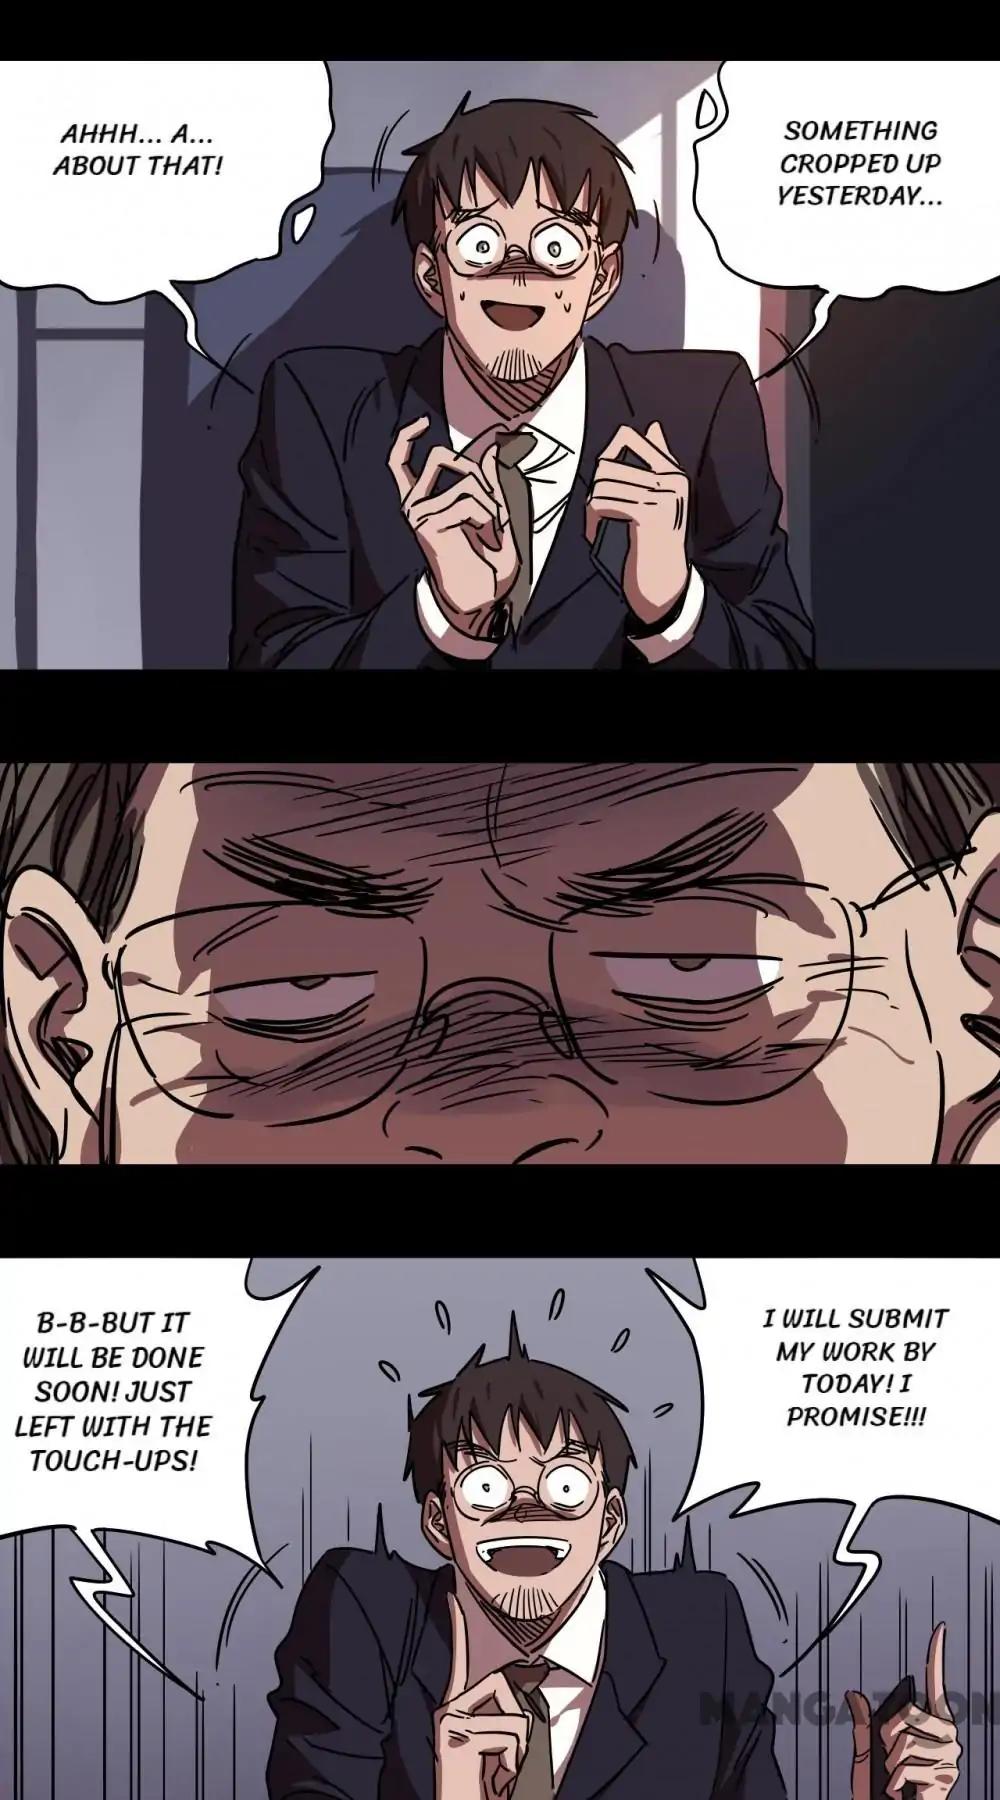 AHHH... A...
ABOUT THAT!
SOMETHING
CROPPED UP
YESTERDAY...
B-B-BUT IT
WILL BE DONE
SOON! JUST
LEFT WITH THE
TOUCH-UPS!
I WILL SUBMIT
MY WORK BY
TODAY! I
PROMISE!!!
MANGATOON